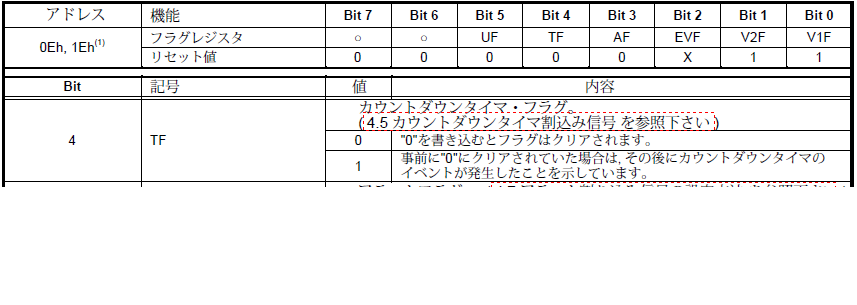 アドレス 機能 Bit 7 Bit 6 Bit 5 Bit 4 Bit 3 Bit 2 Bit 1 Bit 0
0Eh, 1Eh(1) フラグレジスタ ○ ○ UF TF AF EVF V2F V1F
リセット値 0 0 0 0 0 X 1 1
Bit 記号 値 内容
4 TF カウントダウンタイマ・フラグ。
(4.5 カウントダウンタイマ割込み信号 を参照下さい)
0 "0"を書き込むとフラグはクリアされます。
1 事前に"0"にクリアされていた場合は, その後にカウントダウンタイマの
イベントが発生したことを示しています。